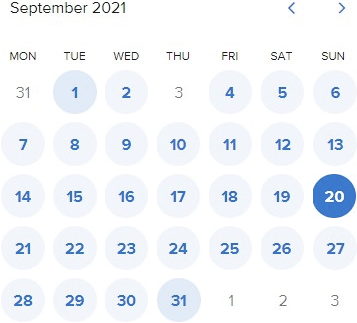 September 2021
MON TUE WED THU FRI SAT SUN
31 1 2 3 4 5 6
7 8 9 10 11 12 13
14 15 16 17 18 19 20
21 22 23 24 25 26 27
28 29 30 31 1 2 3